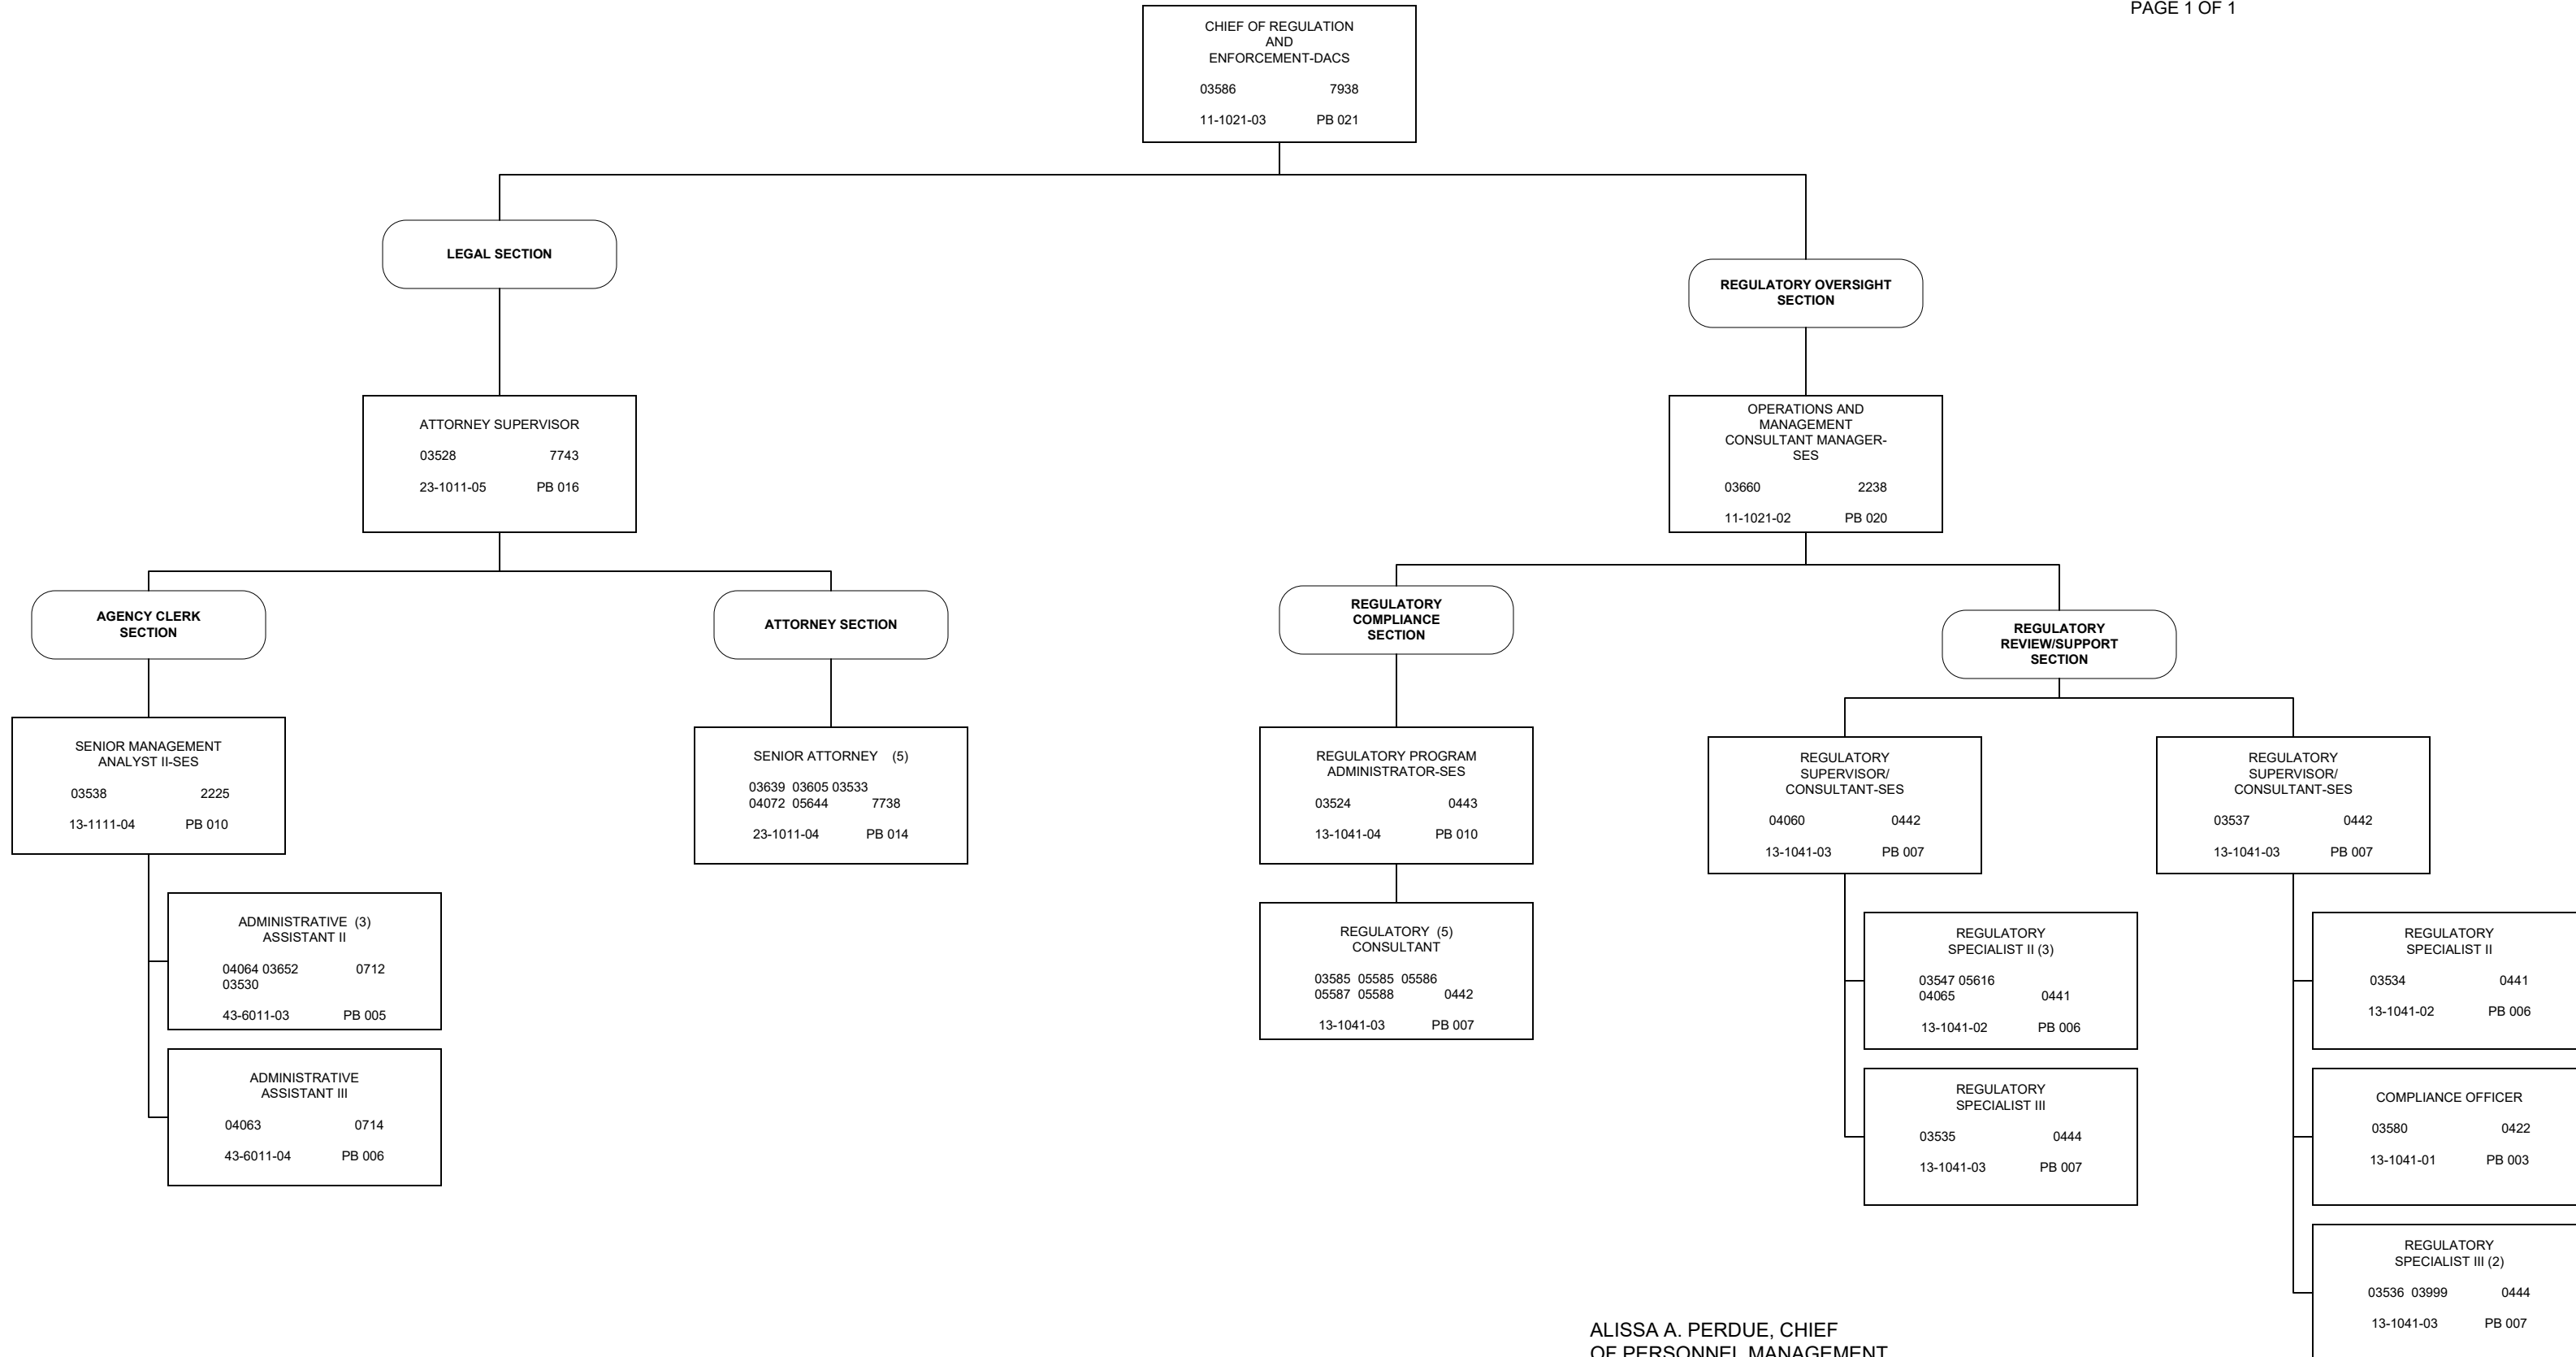 PAGE 1 OF 1
CHIEF OF REGULATION
AND
ENFORCEMENT-DACS
03586 7938
11-1021-03 PB 021
LEGAL SECTION
REGULATORY OVERSIGHT
SECTION
ATTORNEY SUPERVISOR
03528 7743
23-1011-05 PB 016
OPERATIONS AND
MANAGEMENT
CONSULTANT MANAGER-
SES
03660 2238
11-1021-02 PB 020
AGENCY CLERK
SECTION
ATTORNEY SECTION
REGULATORY
COMPLIANCE
SECTION
REGULATORY
REVIEW/SUPPORT
SECTION
SENIOR MANAGEMENT
ANALYST II-SES
03538 2225
13-1111-04 PB 010
SENIOR ATTORNEY (5)
03639 03605 03533
04072 05644 7738
23-1011-04 PB 014
REGULATORY PROGRAM
ADMINISTRATOR-SES
03524 0443
13-1041-04 PB 010
REGULATORY
SUPERVISOR/
CONSULTANT-SES
04060 0442
13-1041-03 PB 007
REGULATORY
SUPERVISOR/
CONSULTANT-SES
03537 0442
13-1041-03 PB 007
ADMINISTRATIVE (3)
ASSISTANT II
04064 03652 0712
03530
43-6011-03 PB 005
REGULATORY (5)
CONSULTANT
03585 05585 05586
05587 05588 0442
13-1041-03 PB 007
REGULATORY
SPECIALIST II (3)
03547 05616
04065 0441
13-1041-02 PB 006
REGULATORY
SPECIALIST II
03534 0441
13-1041-02 PB 006
ADMINISTRATIVE
ASSISTANT III
04063 0714
43-6011-04 PB 006
REGULATORY
SPECIALIST III
03535 0444
13-1041-03 PB 007
COMPLIANCE OFFICER
03580 0422
13-1041-01 PB 003
REGULATORY
SPECIALIST III (2)
03536 03999 0444
13-1041-03 PB 007
ALISSA A. PERDUE, CHIEF
OF PERSONNEL MANAGEMENT